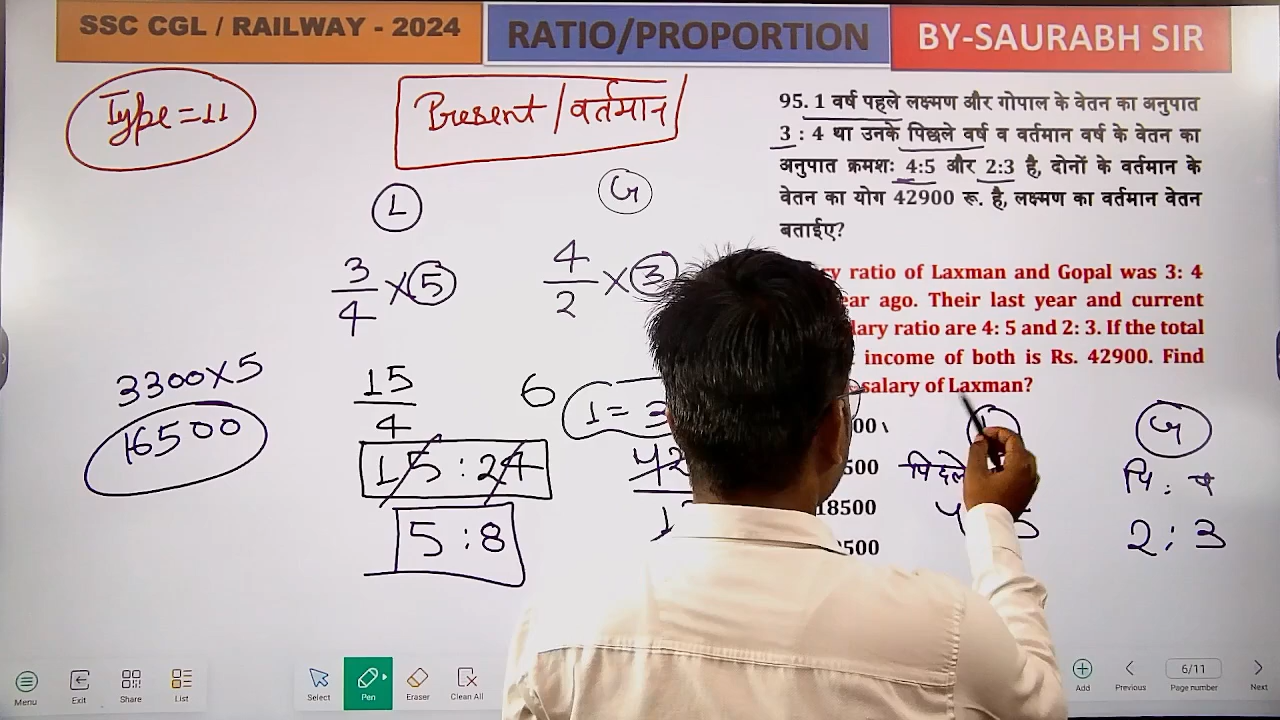 SSC CGL / RAILWAY - 2024
RATIO/PROPORTION
BY-SAURABH SIR
Type = 11
Present / वर्तमान
95. 1 वर्ष पहले लक्ष्मण और गोपाल के वेतन का अनुपात
3 : 4 था उनके पिछले वर्ष व वर्तमान वर्ष के वेतन का
अनुपात क्रमशः 4:5 और 2:3 है, दोनों के वर्तमान के
वेतन का योग 42900 रू. है, लक्ष्मण का वर्तमान वेतन
बताईए?
ratio of Laxman and Gopal was 3: 4
ago. Their last year and current
ratio are 4: 5 and 2: 3. If the total
income of both is Rs. 42900. Find
salary of Laxman?
18500
L
G
3/4 × 5
4/2 × 3
15/4
6
1 =
15 : 24
5 : 8
3300×5
16500
पिछले
G
पि : व
2 : 3
Menu
Exit
Share
List
Select
Pen
Eraser
Clean All
Add
Previous
6/11
Page number
Next